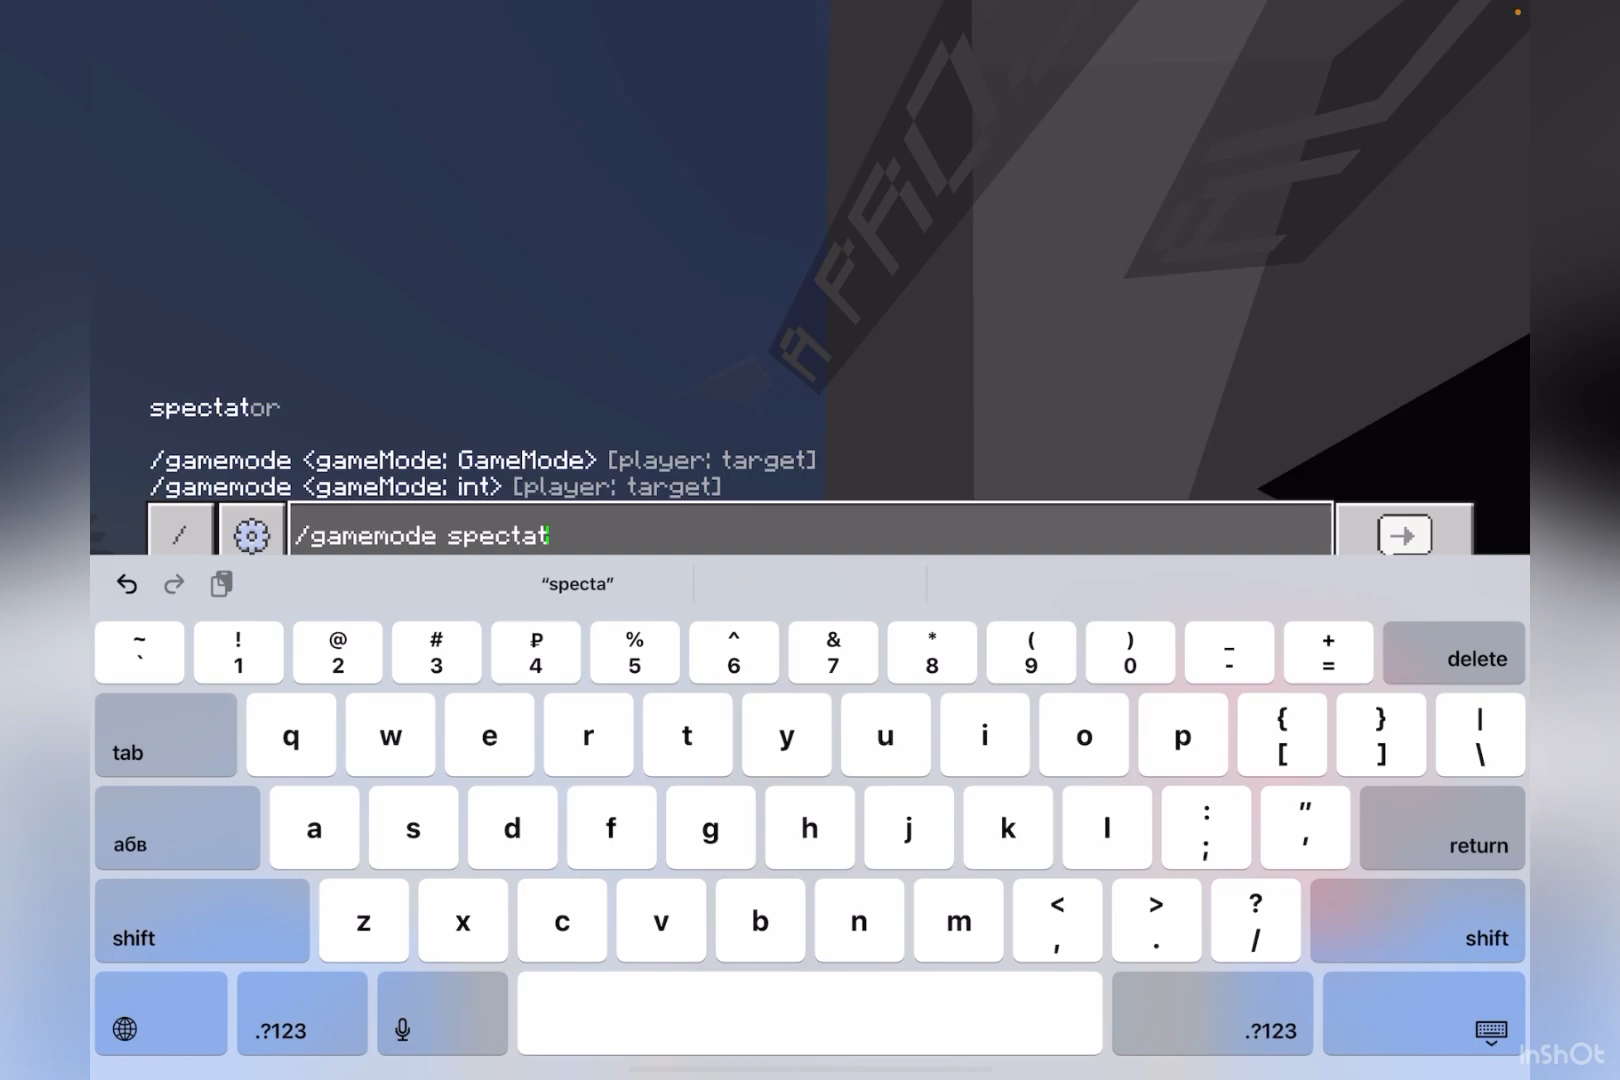 spectator
/gamemode <gameMode: GameMode> [player: target]
/gamemode <gameMode: int> [player: target]
/ /gamemode spectat
“specta”
~ ! @ # ₽ % ^ & * ( ) _ +
` 1 2 3 4 5 6 7 8 9 0 - = delete
tab q w e r t y u i o p { [ } ] | \
абв a s d f g h j k l : ; " ' return
shift z x c v b n m < , > . ? / shift
.?123 .?123
InShOt